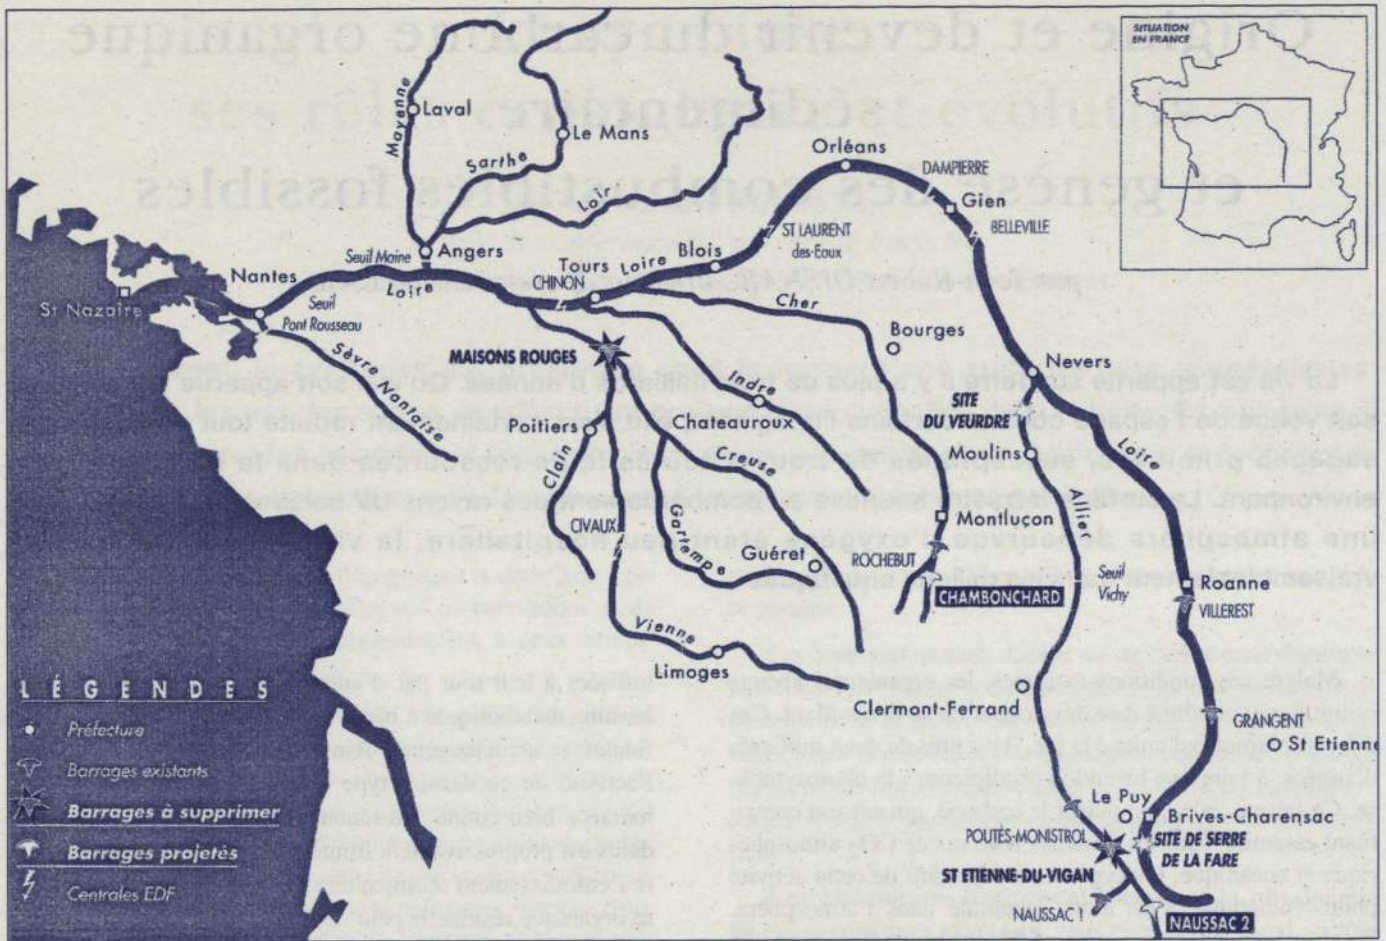 SITUATION
EN FRANCE
Mayenne
Laval
Le Mans
Sarthe
Loir
Orléans
DAMPIERRE
Gien
BELLEVILLE
ST LAURENT
des-Eaux
Blois
Angers
Seuil Maine
Loire
Tours
Loire
CHINON
Nantes
Seuil
Pont Rousseau
St Nazaire
Sèvre Nantaise
Cher
Bourges
MAISONS ROUGES
Indre
Nevers
SITE
DU VEURDRE
Poitiers
Chateauroux
Moulins
Loire
Clain
Creuse
Allier
CIVAUX
Gartempe
Guéret
Montluçon
ROCHEBUT
CHAMBONCHARD
Seuil
Vichy
Roanne
VILLEREST
Vienne
Limoges
Clermont-Ferrand
GRANGENT
St Etienne
Le Puy
Brives-Charensac
POUTÉS-MONISTROL
SITE DE SERRE
DE LA FARE
ST ETIENNE-DU-VIGAN
NAUSSAC 1
NAUSSAC 2
LÉGENDES
Préfecture
Barrages existants
Barrages à supprimer
Barrages projetés
Centrales EDF